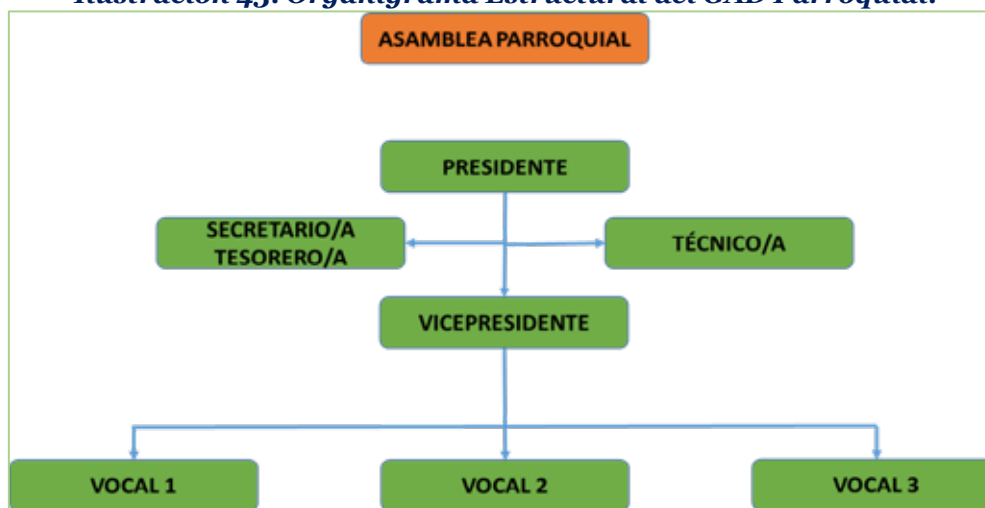 Ilustración 45. Organigrama Estructural del GAD Parroquial.
ASAMBLEA PARROQUIAL
PRESIDENTE
SECRETARIO/A
TESORERO/A
TÉCNICO/A
VICEPRESIDENTE
VOCAL 1
VOCAL 2
VOCAL 3